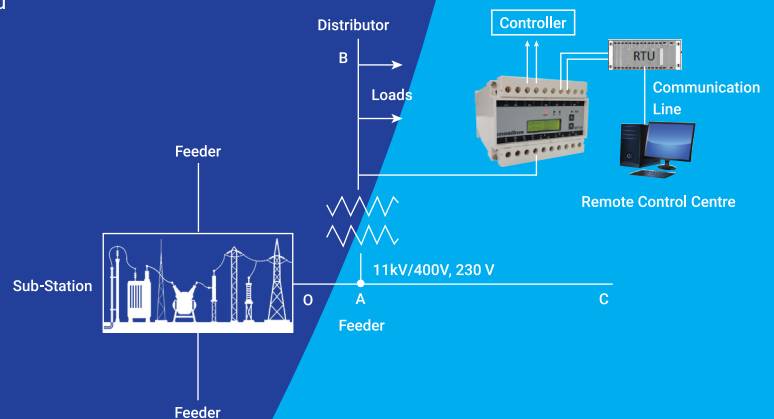 Distributor
Controller
B
RTU
Loads
Communication
Line
Feeder
Remote Control Centre
11kV/400V, 230 V
Sub-Station
O
A
C
Feeder
Feeder